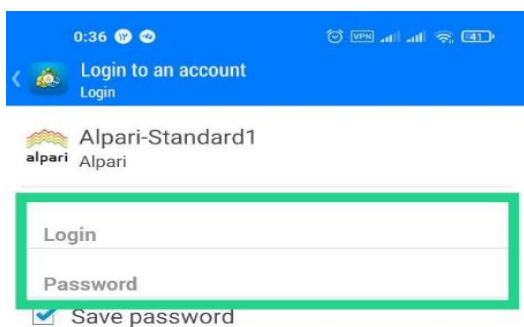 0:36
VPN
41
Login to an account
Login
Alpari-Standard1
alpari
Alpari
Login
Password
Save password